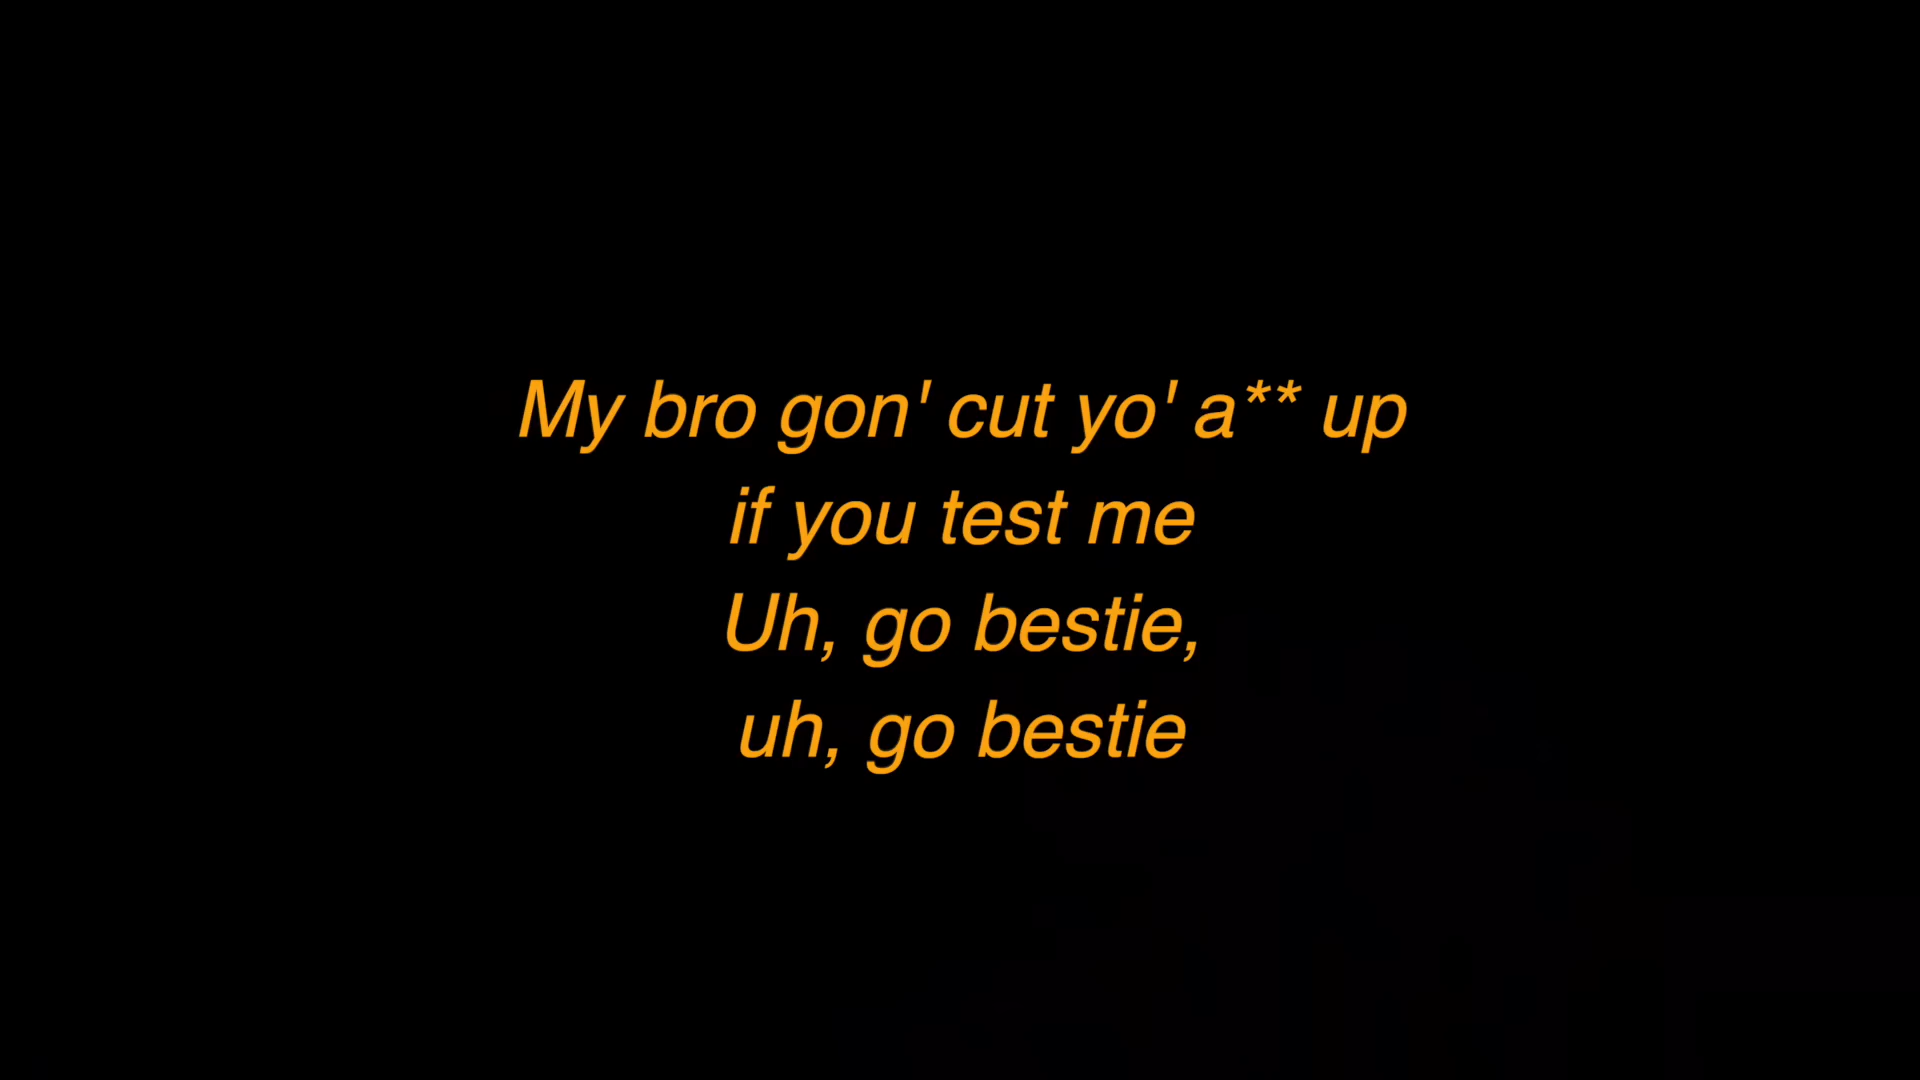 My bro gon' cut yo' a** up
if you test me
Uh, go bestie,
uh, go bestie